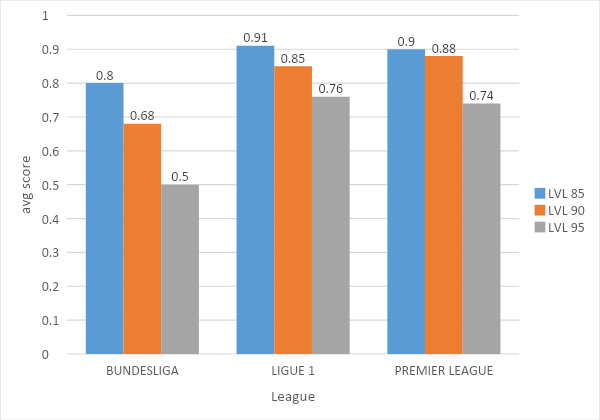 1
0.9
0.8
0.7
0.6
0.5
0.4
0.3
0.2
0.1
0
avg score
0.8
0.68
0.5
0.91
0.85
0.76
0.9
0.88
0.74
BUNDESLIGA
LIGUE 1
PREMIER LEAGUE
League
LVL 85
LVL 90
LVL 95